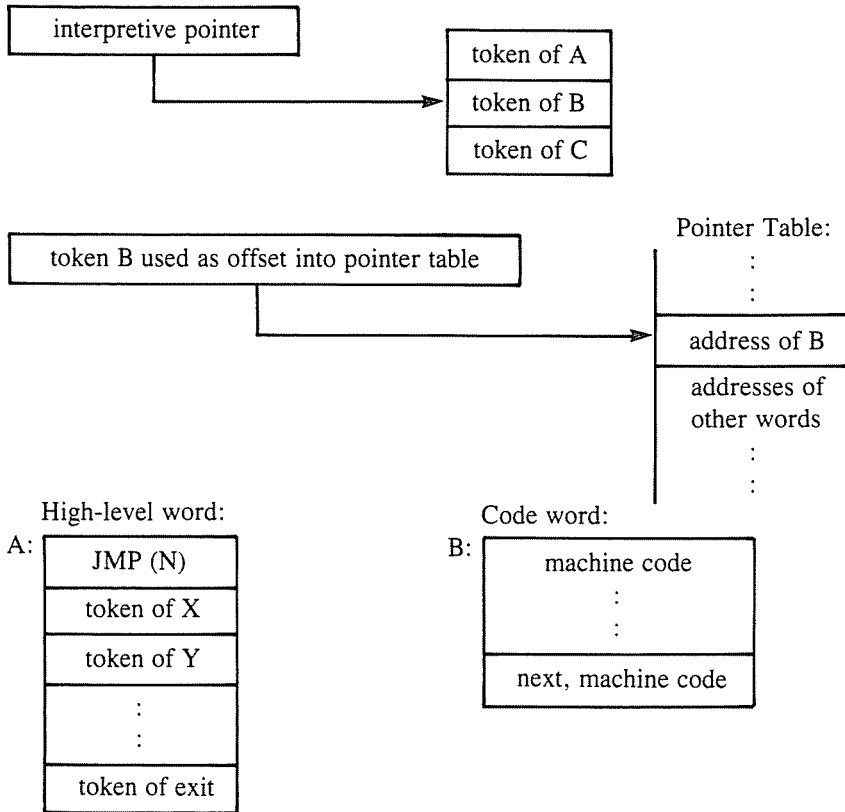 interpretive pointer
token of A
token of B
token of C
Pointer Table:
token B used as offset into pointer table
:
:
address of B
addresses of
other words
:
:
High-level word:
Code word:
A:
JMP (N)
token of X
token of Y
:
:
token of exit
B:
machine code
:
:
next, machine code